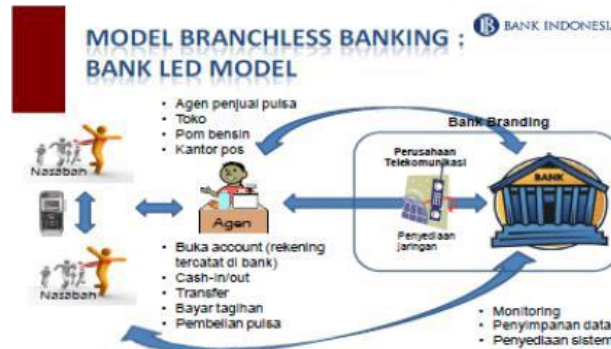 MODEL BRANCHLESS BANKING :
BANK LED MODEL
BANK INDONESIA
• Agen penjual pulsa
• Toko
• Pom bensin
• Kantor pos
Nasabah
Agen
Nasabah
• Buka account (rekening
tercatat di bank)
• Cash-in/out
• Transfer
• Bayar tagihan
• Pembelian pulsa
Bank Branding
Perusahaan
Telekomunikasi
Penyediaan
jaringan
BANK
• Monitoring
• Penyimpanan data
• Penyediaan sistem